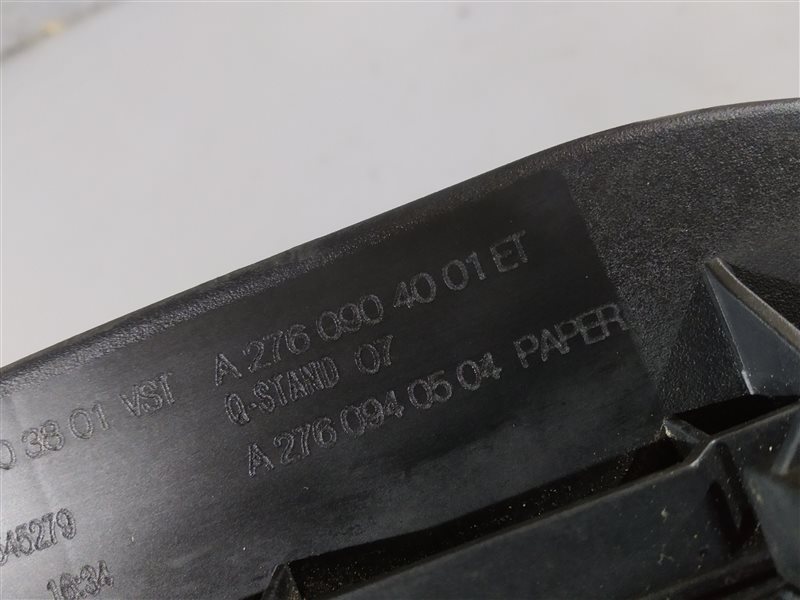 A 276 090 40 01 ET
0 38 01 VST Q-STAND 07
A 276 094 05 04 PAPER
45279
16:34